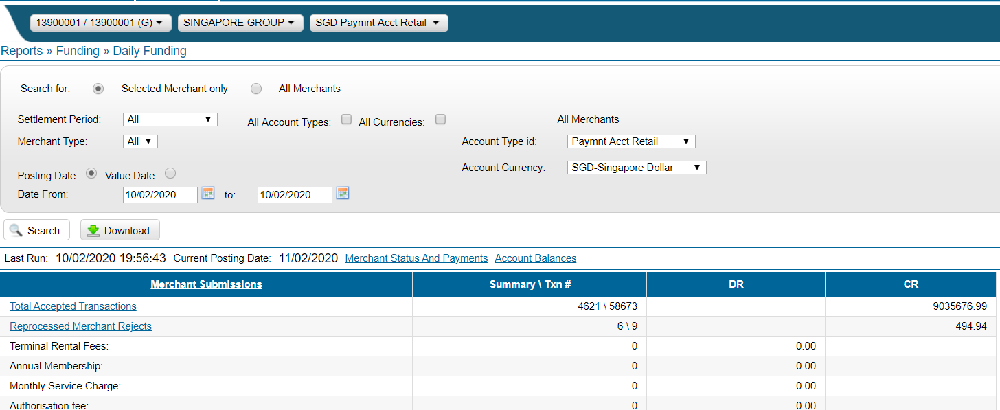 13900001 / 13900001 (G) SINGAPORE GROUP SGD Paymnt Acct Retail
Reports » Funding » Daily Funding
Search for: Selected Merchant only All Merchants
Settlement Period: All All Account Types: All Currencies: All Merchants
Merchant Type: All Account Type id: Paymnt Acct Retail
Account Currency: SGD-Singapore Dollar
Posting Date Value Date
Date From: 10/02/2020 to: 10/02/2020
Search Download
Last Run: 10/02/2020 19:56:43 Current Posting Date: 11/02/2020 Merchant Status And Payments Account Balances
Merchant Submissions Summary \ Txn # DR CR
Total Accepted Transactions 4621 \ 58673 9035676.99
Reprocessed Merchant Rejects 6 \ 9 494.94
Terminal Rental Fees: 0 0.00
Annual Membership: 0 0.00
Monthly Service Charge: 0 0.00
Authorisation fee: 0 0.00